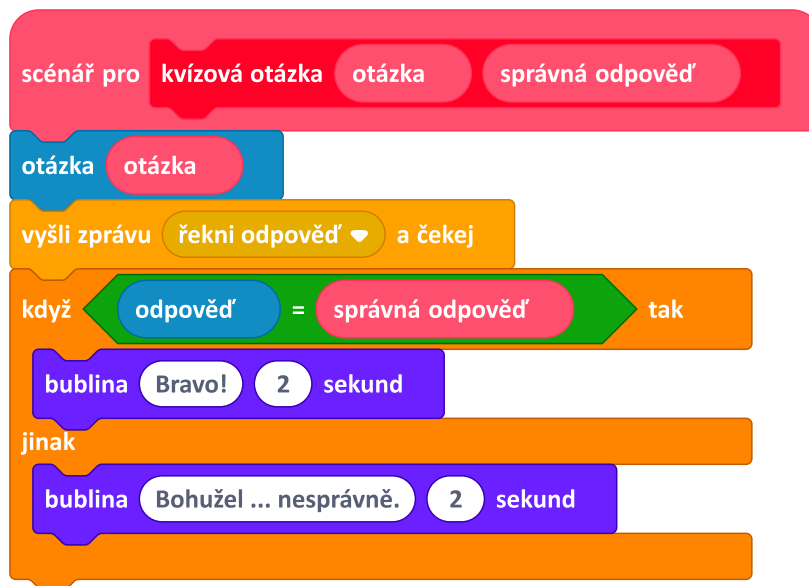 scénář pro kvízová otázka otázka správná odpověď
otázka otázka
vyšli zprávu řekni odpověď a čekej
když odpověď = správná odpověď tak
bublina Bravo! 2 sekund
jinak
bublina Bohužel ... nesprávně. 2 sekund